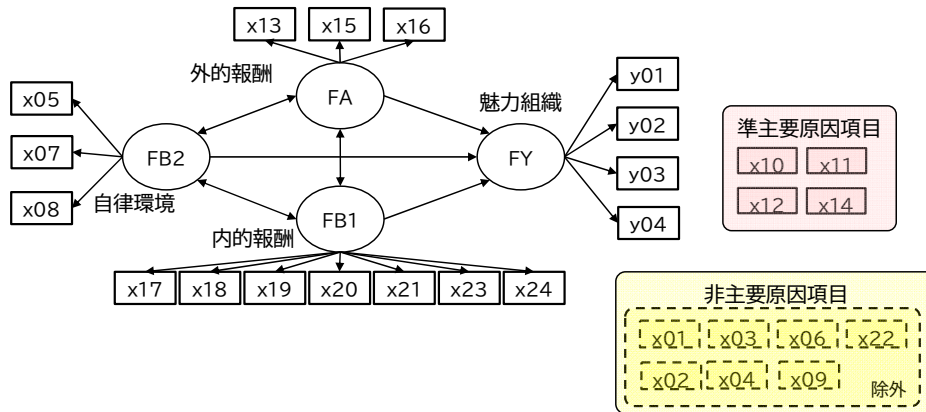 x13 x15 x16
外的報酬
FA
魅力組織
y01
y02
y03
y04
x05
x07
x08
FB2
自律環境
FY
FB1
内的報酬
x17 x18 x19 x20 x21 x23 x24
準主要原因項目
x10 x11
x12 x14
非主要原因項目
x01 x03 x06 x22
x02 x04 x09
除外